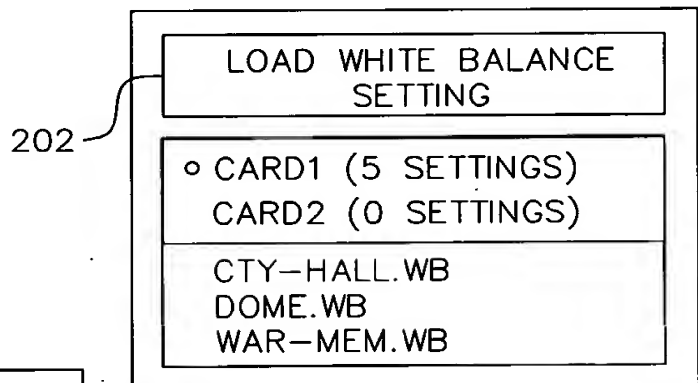 LOAD WHITE BALANCE
SETTING
202
○ CARD1 (5 SETTINGS)
CARD2 (0 SETTINGS)
CTY-HALL.WB
DOME.WB
WAR-MEM.WB